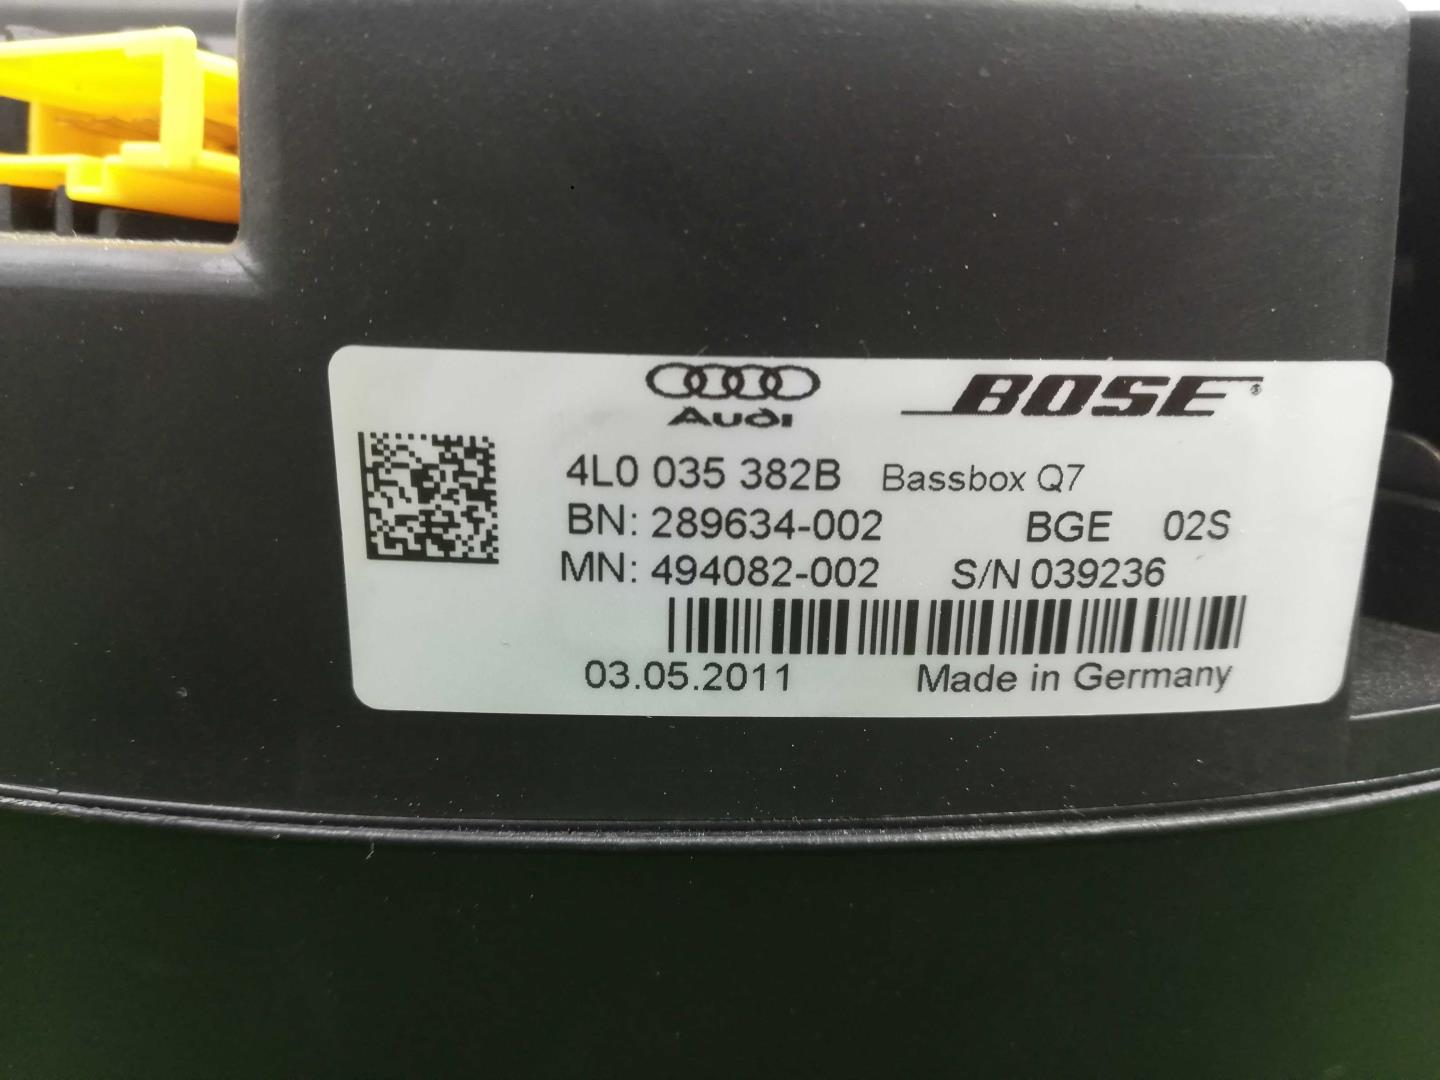 Audi BOSE®
4L0 035 382B Bassbox Q7
BN: 289634-002 BGE 02S
MN: 494082-002 S/N 039236
03.05.2011 Made in Germany